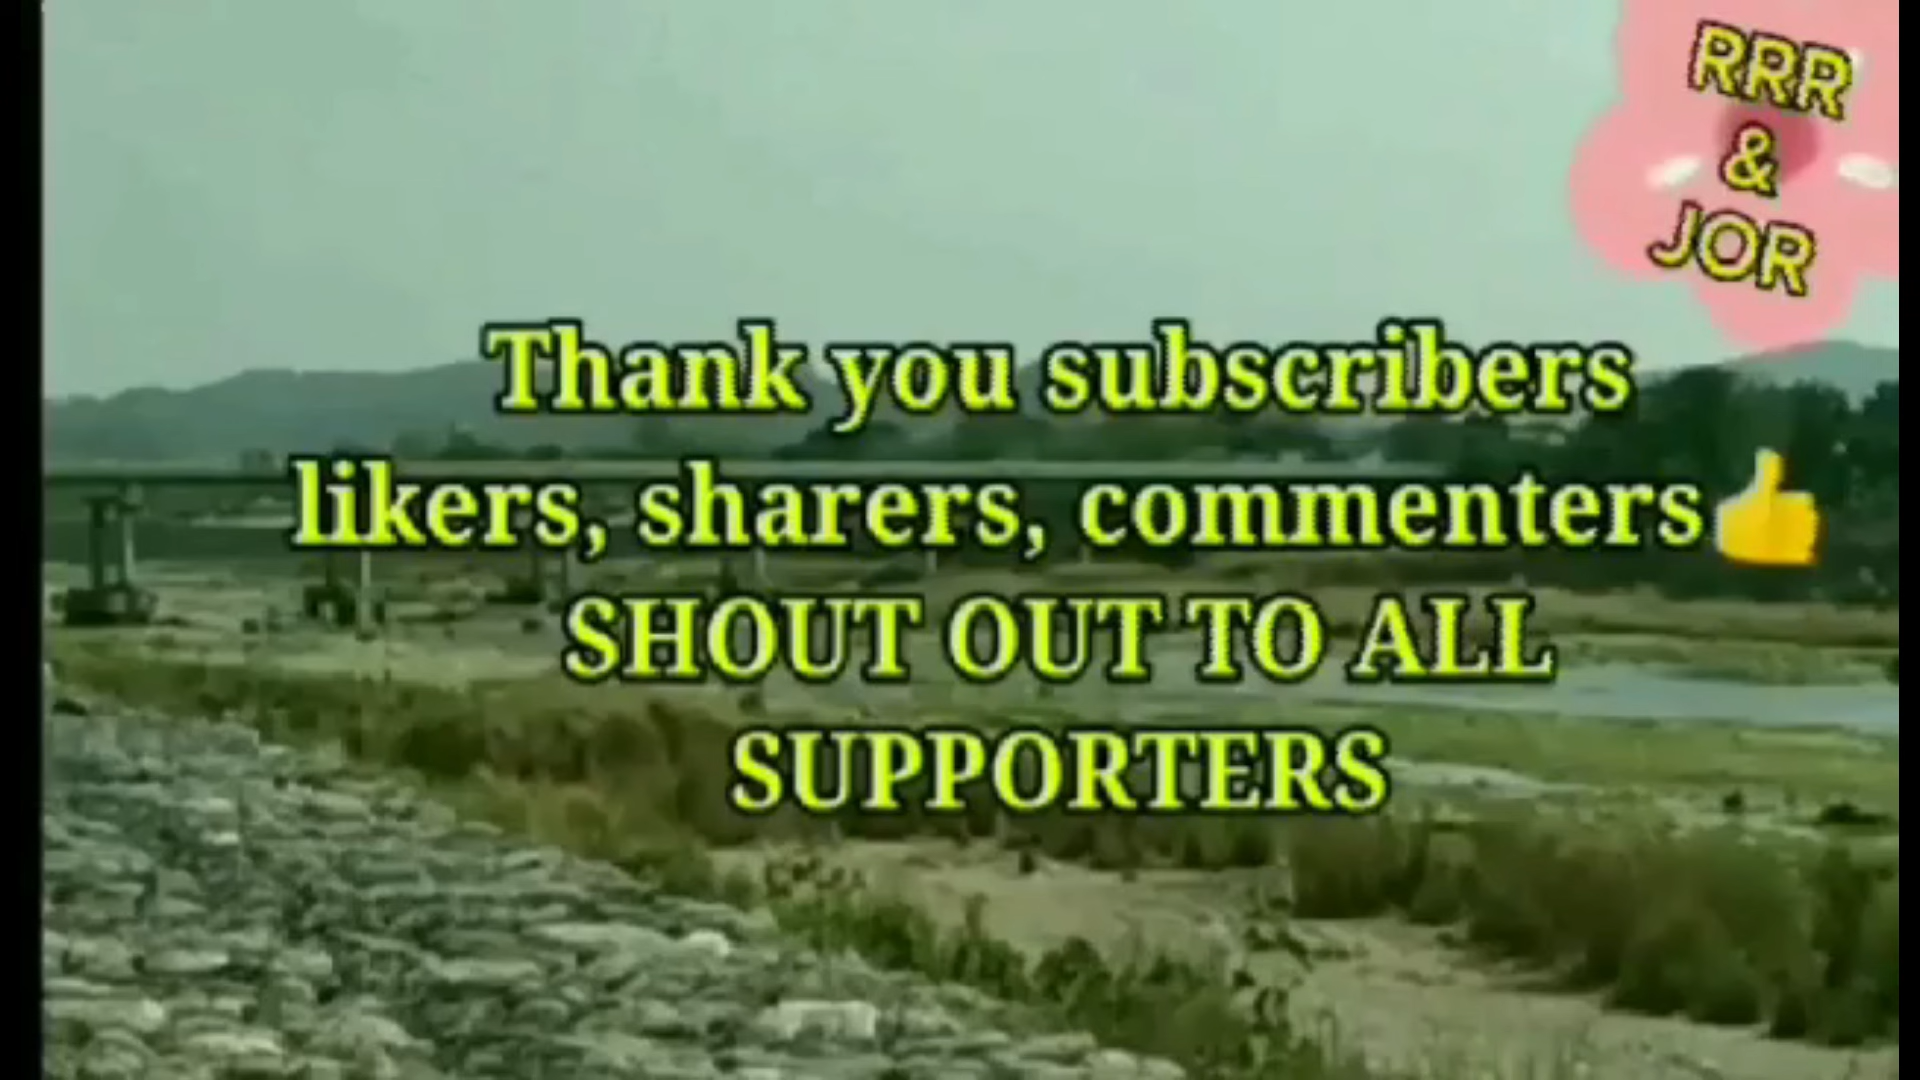 RRR
&
JOR
Thank you subscribers
likers, sharers, commenters👍
SHOUT OUT TO ALL
SUPPORTERS